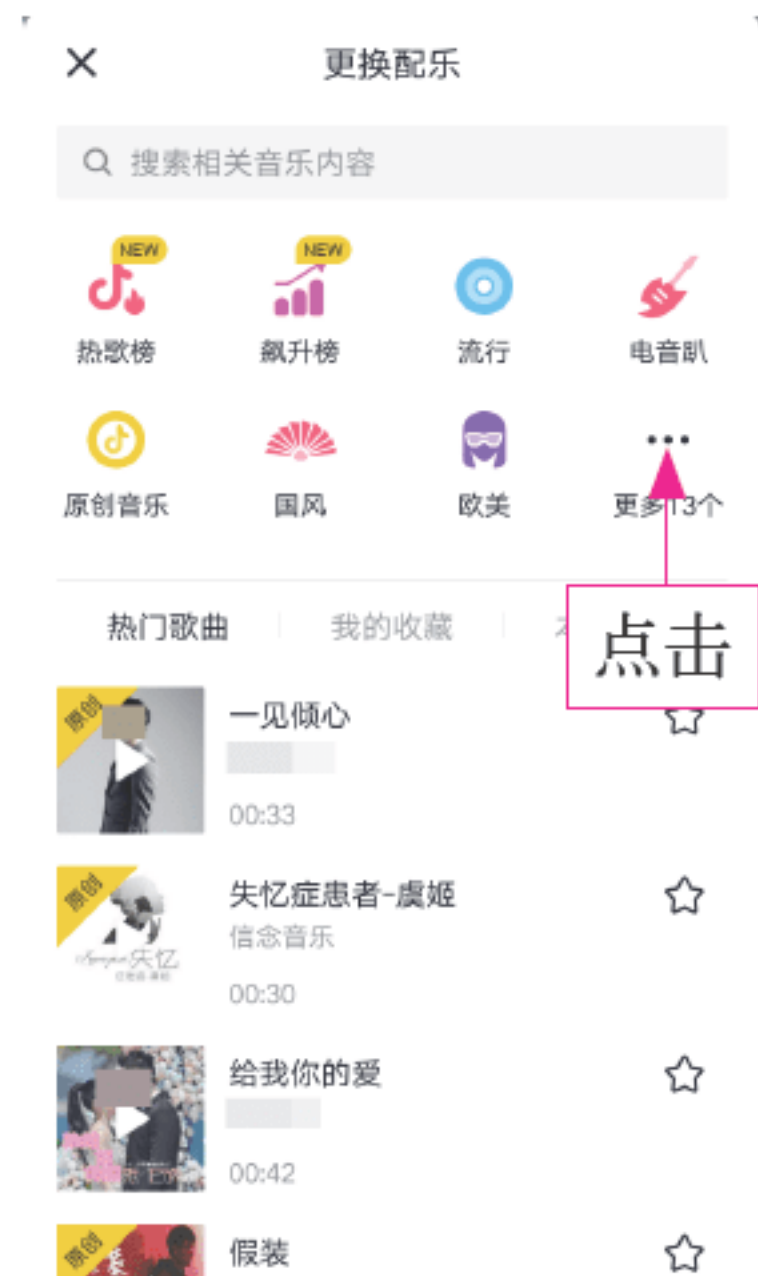 更换配乐
搜索相关音乐内容
NEW
NEW
热歌榜
飙升榜
流行
电音趴
原创音乐
国风
欧美
更多13个
点击
热门歌曲
我的收藏
原创
一见倾心
00:33
原创
失忆
失忆症患者-虞姬
信念音乐
00:30
给我你的爱
00:42
原创
假装